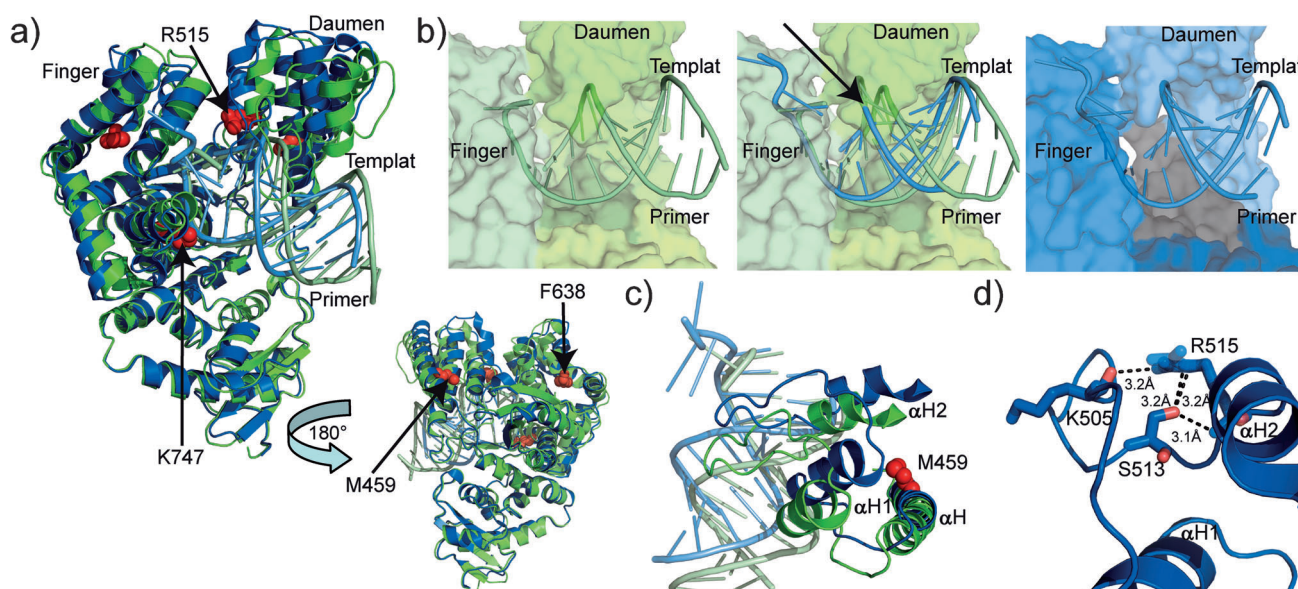 a)
R515
Daumen
Finger
Templat
Primer
K747
180°
M459
F638
b)
Daumen
Templat
Finger
Primer
Daumen
Templat
Finger
Primer
Daumen
Templat
Finger
Primer
c)
αH2
M459
αH1
αH
d)
R515
3.2Å
K505
3.2Å
3.2Å
3.1Å
αH2
S513
αH1